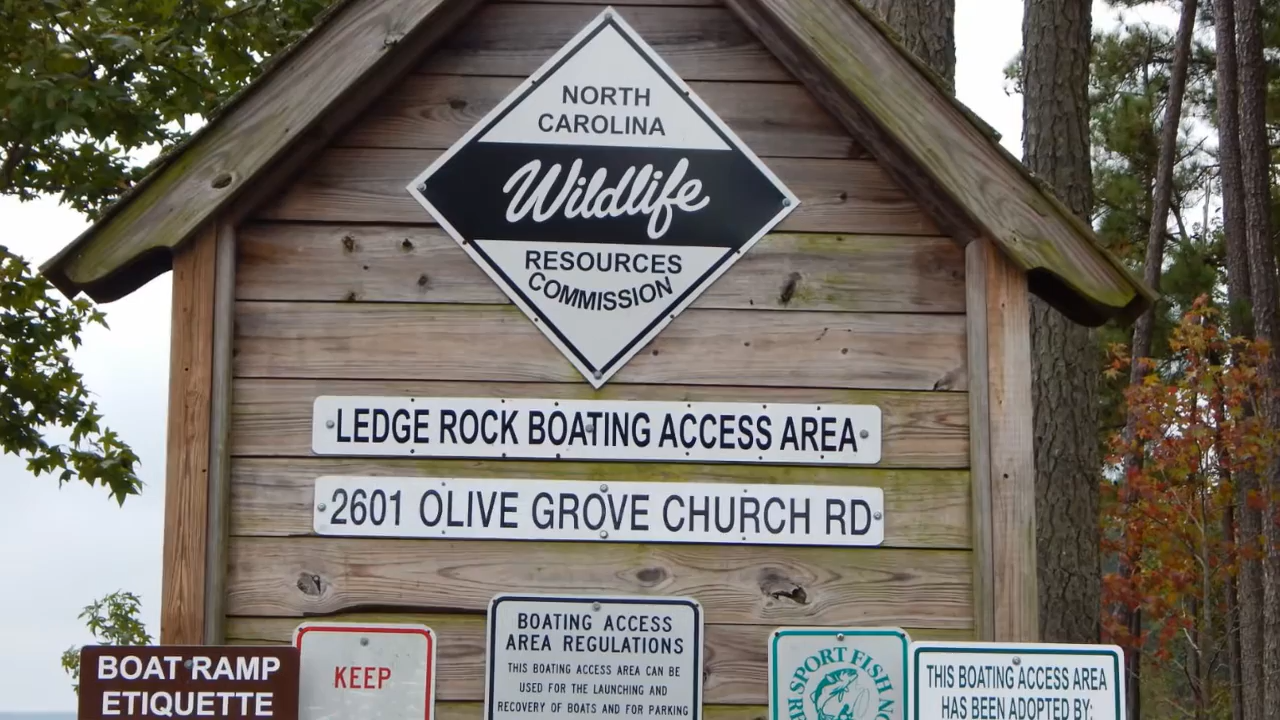 NORTH
CAROLINA
Wildlife
RESOURCES
COMMISSION
LEDGE ROCK BOATING ACCESS AREA
2601 OLIVE GROVE CHURCH RD
BOAT RAMP
ETIQUETTE
KEEP
BOATING ACCESS
AREA REGULATIONS
THIS BOATING ACCESS AREA CAN BE
USED FOR THE LAUNCHING AND
RECOVERY OF BOATS AND FOR PARKING
SPORT FISH
THIS BOATING ACCESS AREA
HAS BEEN ADOPTED BY: